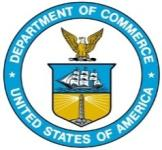 DEPARTMENT OF COMMERCE
UNITED STATES OF AMERICA